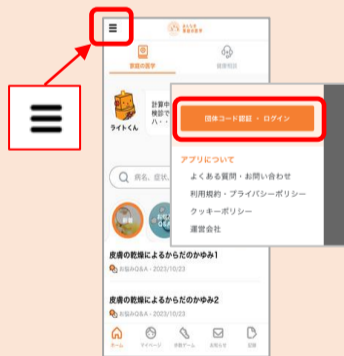 家庭の医学
健康相談
ライトくん
計算中
検診で
八・・
病名、症状、
皮膚の乾燥によるからだのかゆみ1
お悩みQ&A・2023/10/23
皮膚の乾燥によるからだのかゆみ2
お悩みQ&A・2023/10/23
ホーム
マイページ
お知らせ
団体コード認証 ・ ログイン
アプリについて
よくある質問・お問い合わせ
利用規約・プライバシーポリシー
クッキーポリシー
運営会社